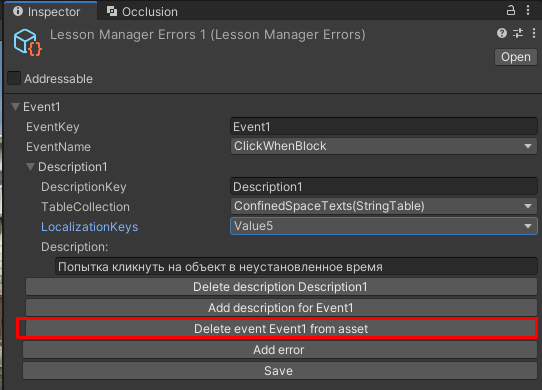 Inspector Occlusion
Lesson Manager Errors 1 (Lesson Manager Errors)
Open
Addressable
Event1
EventKey Event1
EventName ClickWhenBlock
Description1
DescriptionKey Description1
TableCollection ConfinedSpaceTexts(StringTable)
LocalizationKeys Value5
Description:
Попытка кликнуть на объект в неустановленное время
Delete description Description1
Add description for Event1
Delete event Event1 from asset
Add error
Save